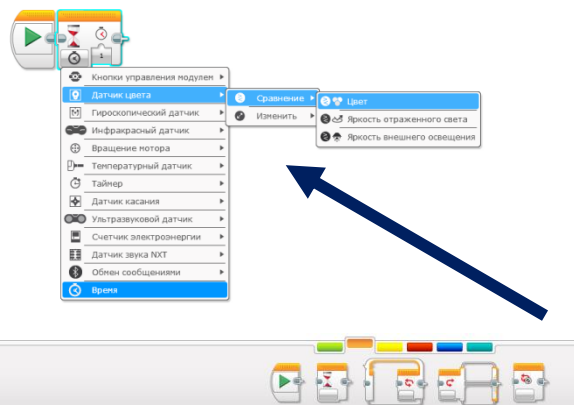 1
Кнопки управления модулем
Датчик цвета
Гироскопический датчик
Инфракрасный датчик
Вращение мотора
Температурный датчик
Таймер
Датчик касания
Ультразвуковой датчик
Счетчик электроэнергии
Датчик звука NXT
Обмен сообщениями
Время
Сравнение
Изменить
Цвет
Яркость отраженного света
Яркость внешнего освещения